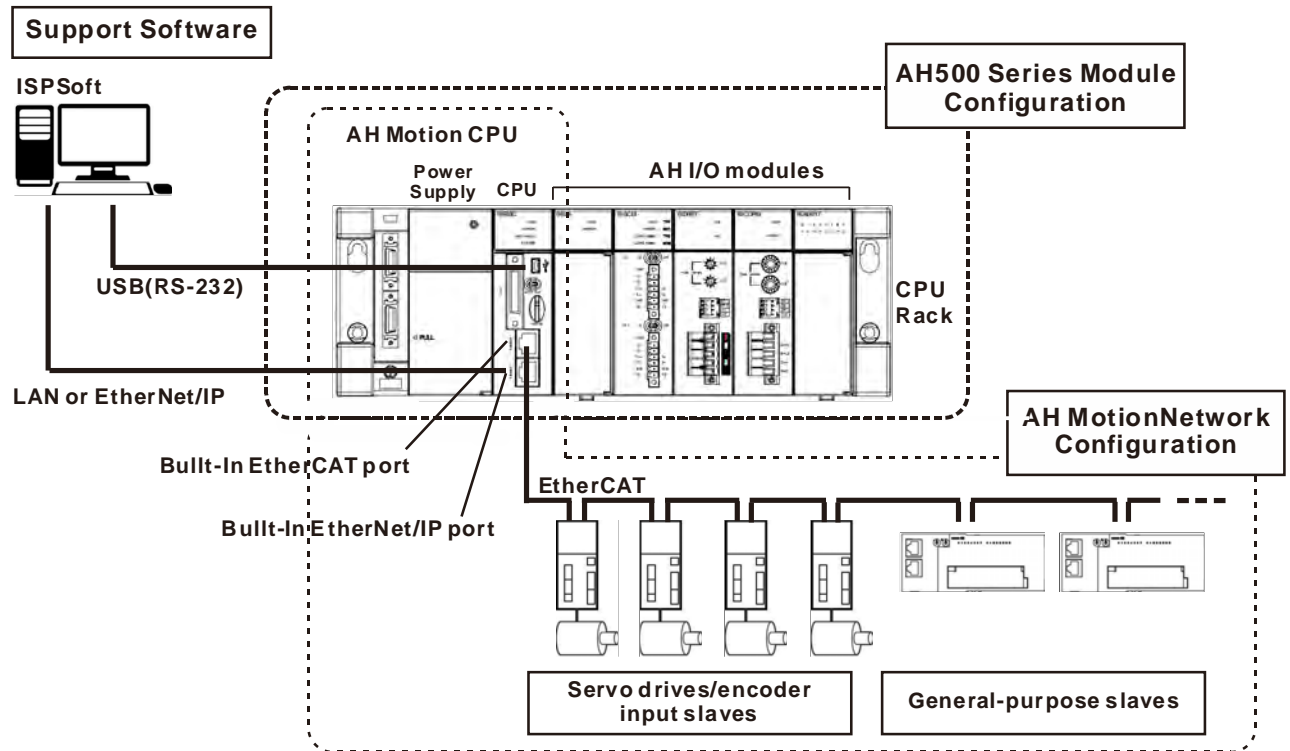 Support Software
ISPSoft
AH500 Series Module
Configuration
AH Motion CPU
Power
Supply
CPU
AH I/O modules
USB(RS-232)
CPU
Rack
PULL
LAN or EtherNet/IP
AH MotionNetwork
Configuration
Bullt-In EtherCAT port
EtherCAT
Bullt-In EtherNet/IP port
Servo drives/encoder
input slaves
General-purpose slaves